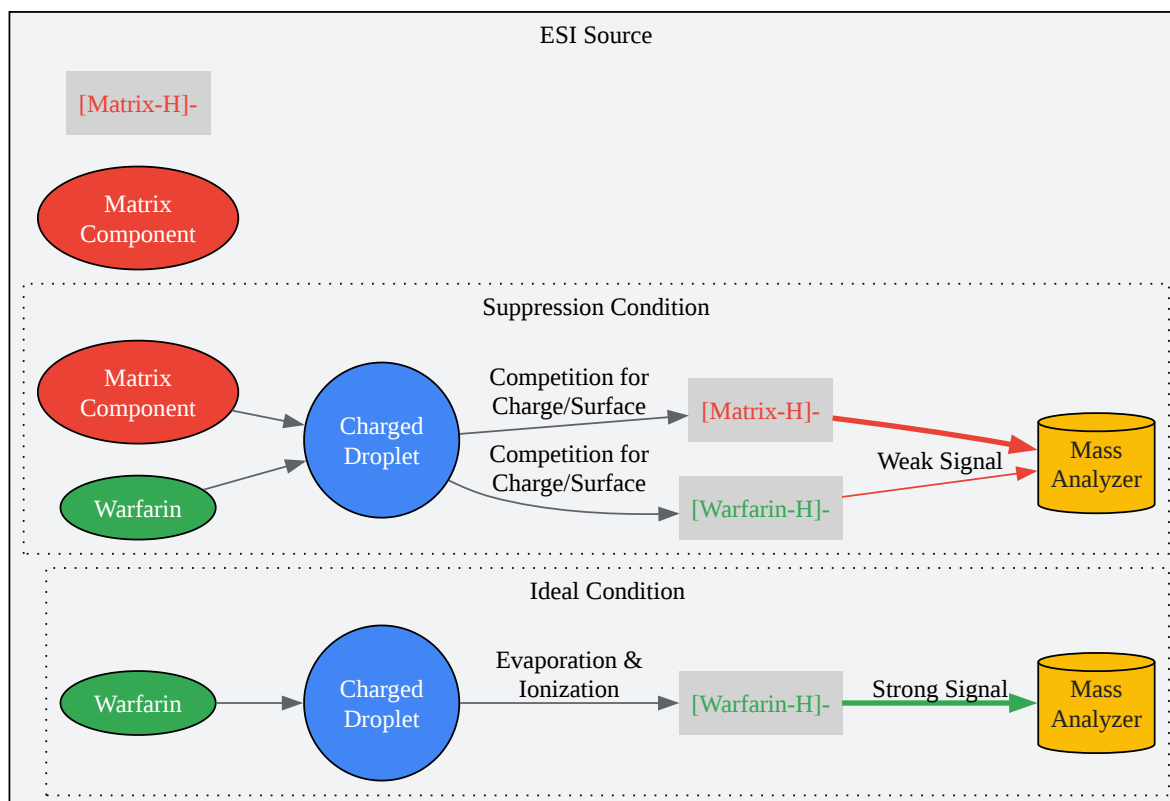 ESI Source
[Matrix-H]-
Matrix
Component
Suppression Condition
Matrix
Component
Warfarin
Charged
Droplet
Competition for
Charge/Surface
Competition for
Charge/Surface
[Matrix-H]-
[Warfarin-H]-
Weak Signal
Mass
Analyzer
Ideal Condition
Warfarin
Charged
Droplet
Evaporation &
Ionization
[Warfarin-H]-
Strong Signal
Mass
Analyzer